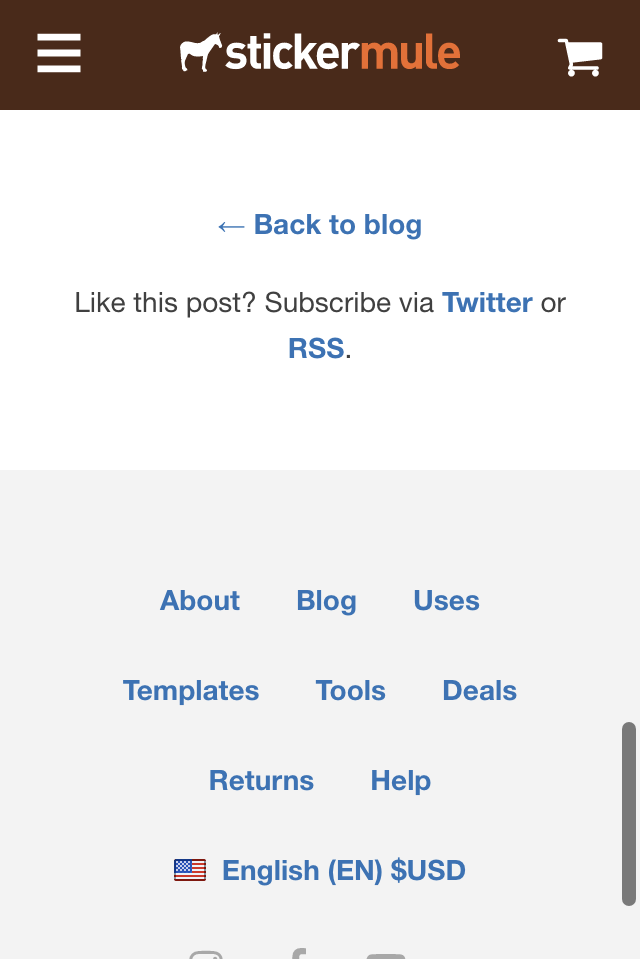 stickermule
← Back to blog
Like this post? Subscribe via Twitter or
RSS.
About Blog Uses
Templates Tools Deals
Returns Help
English (EN) $USD